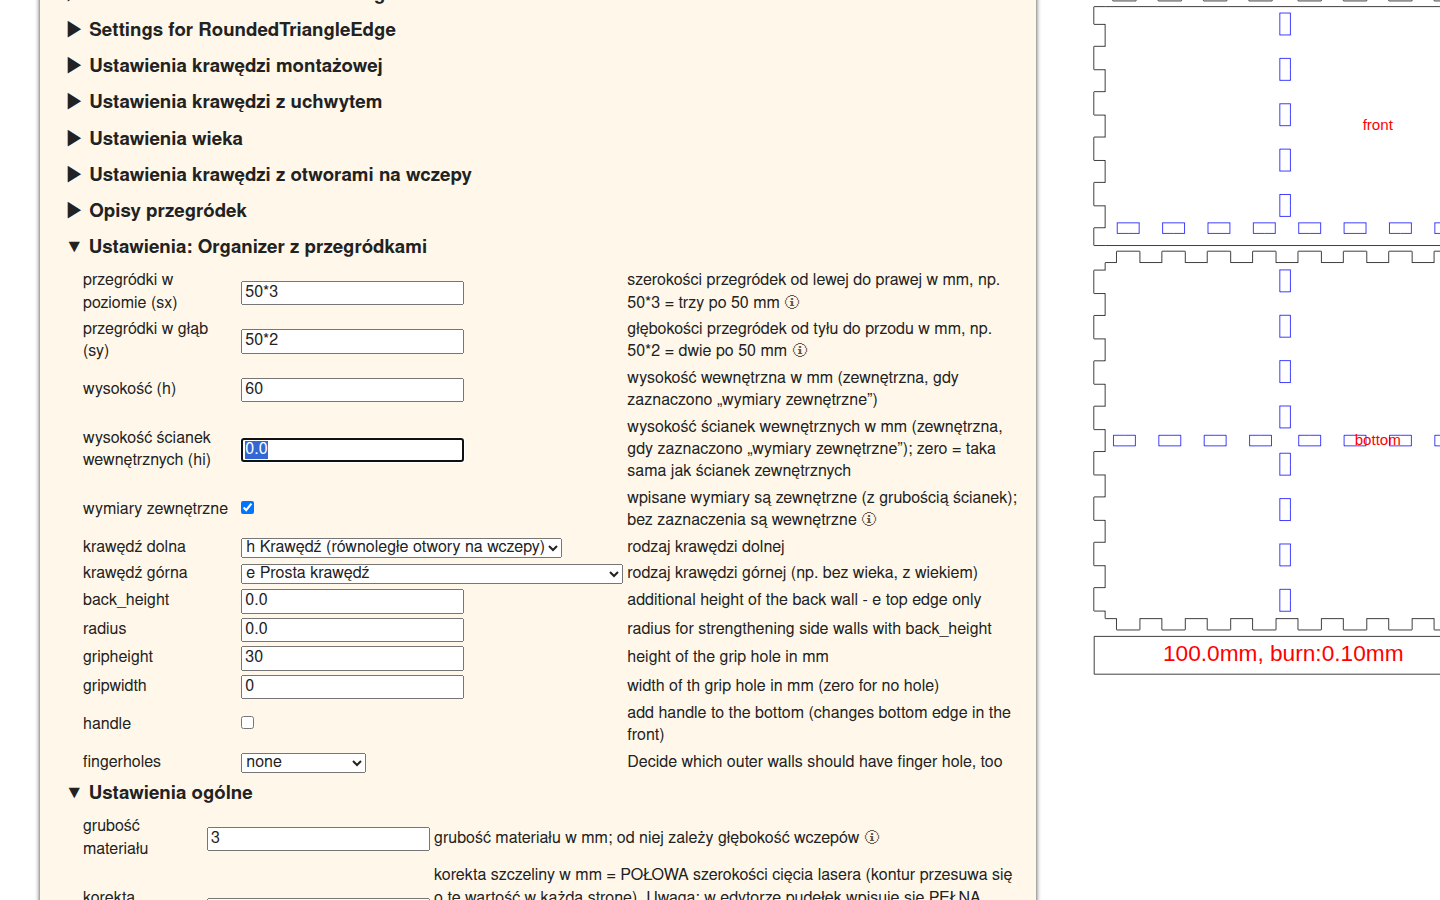 Settings for RoundedTriangleEdge
Ustawienia krawędzi montażowej
Ustawienia krawędzi z uchwytem
Ustawienia wieka
Ustawienia krawędzi z otworami na wczepy
Opisy przegródek
Ustawienia: Organizer z przegródkami
przegródki w
poziomie (sx)
50*3
szerokości przegródek od lewej do prawej w mm, np.
50*3 = trzy po 50 mm ⓘ
przegródki w głąb
(sy)
50*2
głębokości przegródek od tyłu do przodu w mm, np.
50*2 = dwie po 50 mm ⓘ
wysokość (h)
60
wysokość wewnętrzna w mm (zewnętrzna, gdy
zaznaczono „wymiary zewnętrzne”)
wysokość ścianek
wewnętrznych (hi)
0.0
wysokość ścianek wewnętrznych w mm (zewnętrzna,
gdy zaznaczono „wymiary zewnętrzne”); zero = taka
sama jak ścianek zewnętrznych
wymiary zewnętrzne
wpisane wymiary są zewnętrzne (z grubością ścianek);
bez zaznaczenia są wewnętrzne ⓘ
krawędź dolna
h Krawędź (równoległe otwory na wczepy)
rodzaj krawędzi dolnej
krawędź górna
e Prosta krawędź
rodzaj krawędzi górnej (np. bez wieka, z wiekiem)
back_height
0.0
additional height of the back wall - e top edge only
radius
0.0
radius for strengthening side walls with back_height
gripheight
30
height of the grip hole in mm
gripwidth
0
width of th grip hole in mm (zero for no hole)
handle
add handle to the bottom (changes bottom edge in the
front)
fingerholes
none
Decide which outer walls should have finger hole, too
Ustawienia ogólne
grubość
materiału
3
grubość materiału w mm; od niej zależy głębokość wczepów ⓘ
korekta
korekta szczeliny w mm = POŁOWA szerokości cięcia lasera (kontur przesuwa się
o tę wartość w każdą stronę). Uwaga: w edytorze pudełek wpisuje się PEŁNĄ
front
bottom
100.0mm, burn:0.10mm